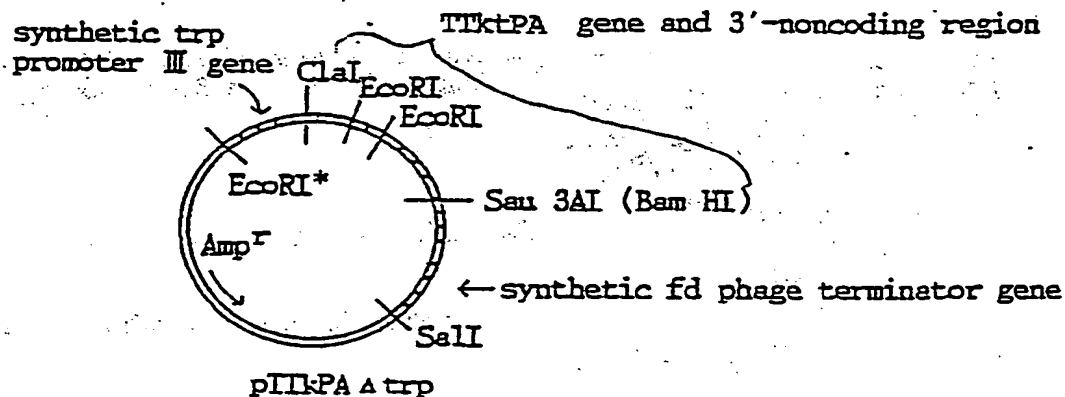 TTktPA gene and 3'-noncoding region
synthetic trp
promoter III gene
ClaI
EcoRI
EcoRI
EcoRI*
Sau 3AI (Bam HI)
Amp^r
←synthetic fd phage terminator gene
SalI
pTTkPA Δ trp